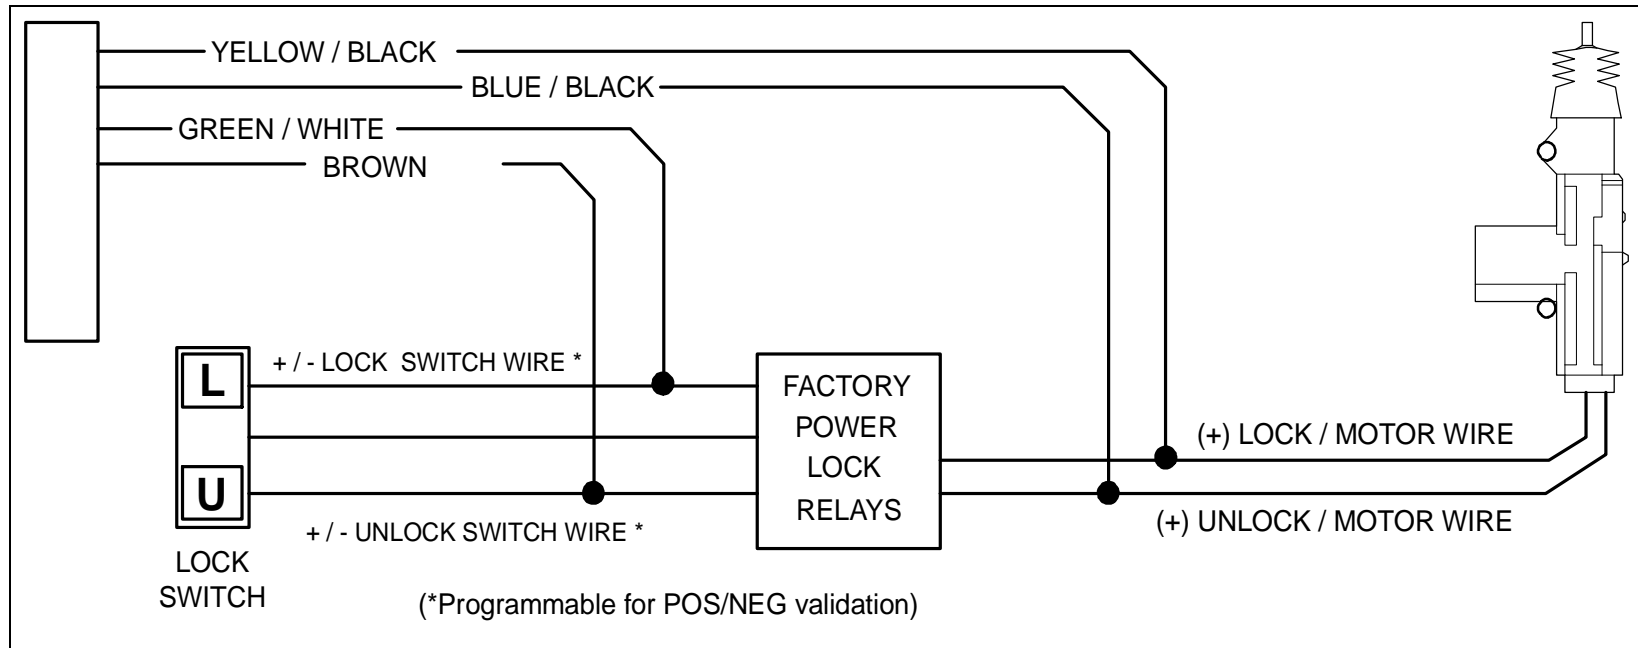 YELLOW / BLACK
BLUE / BLACK
GREEN / WHITE
BROWN
L
+ / - LOCK SWITCH WIRE *
U
+ / - UNLOCK SWITCH WIRE *
LOCK
SWITCH
FACTORY
POWER
LOCK
RELAYS
(+) LOCK / MOTOR WIRE
(+) UNLOCK / MOTOR WIRE
(*Programmable for POS/NEG validation)